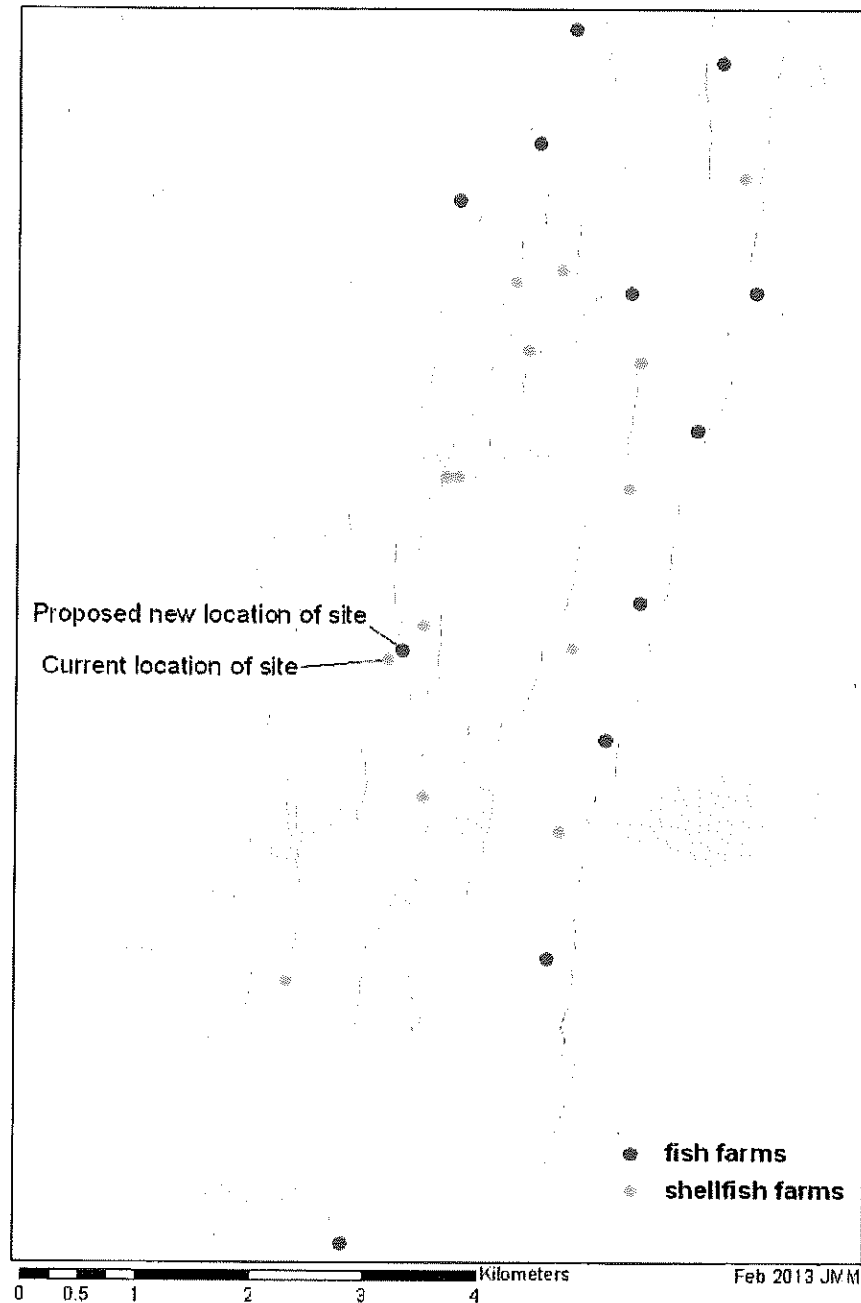 Proposed new location of site
Current location of site
fish farms
shellfish farms
Kilometers
0 0.5 1 2 3 4
Feb 2013 JMM